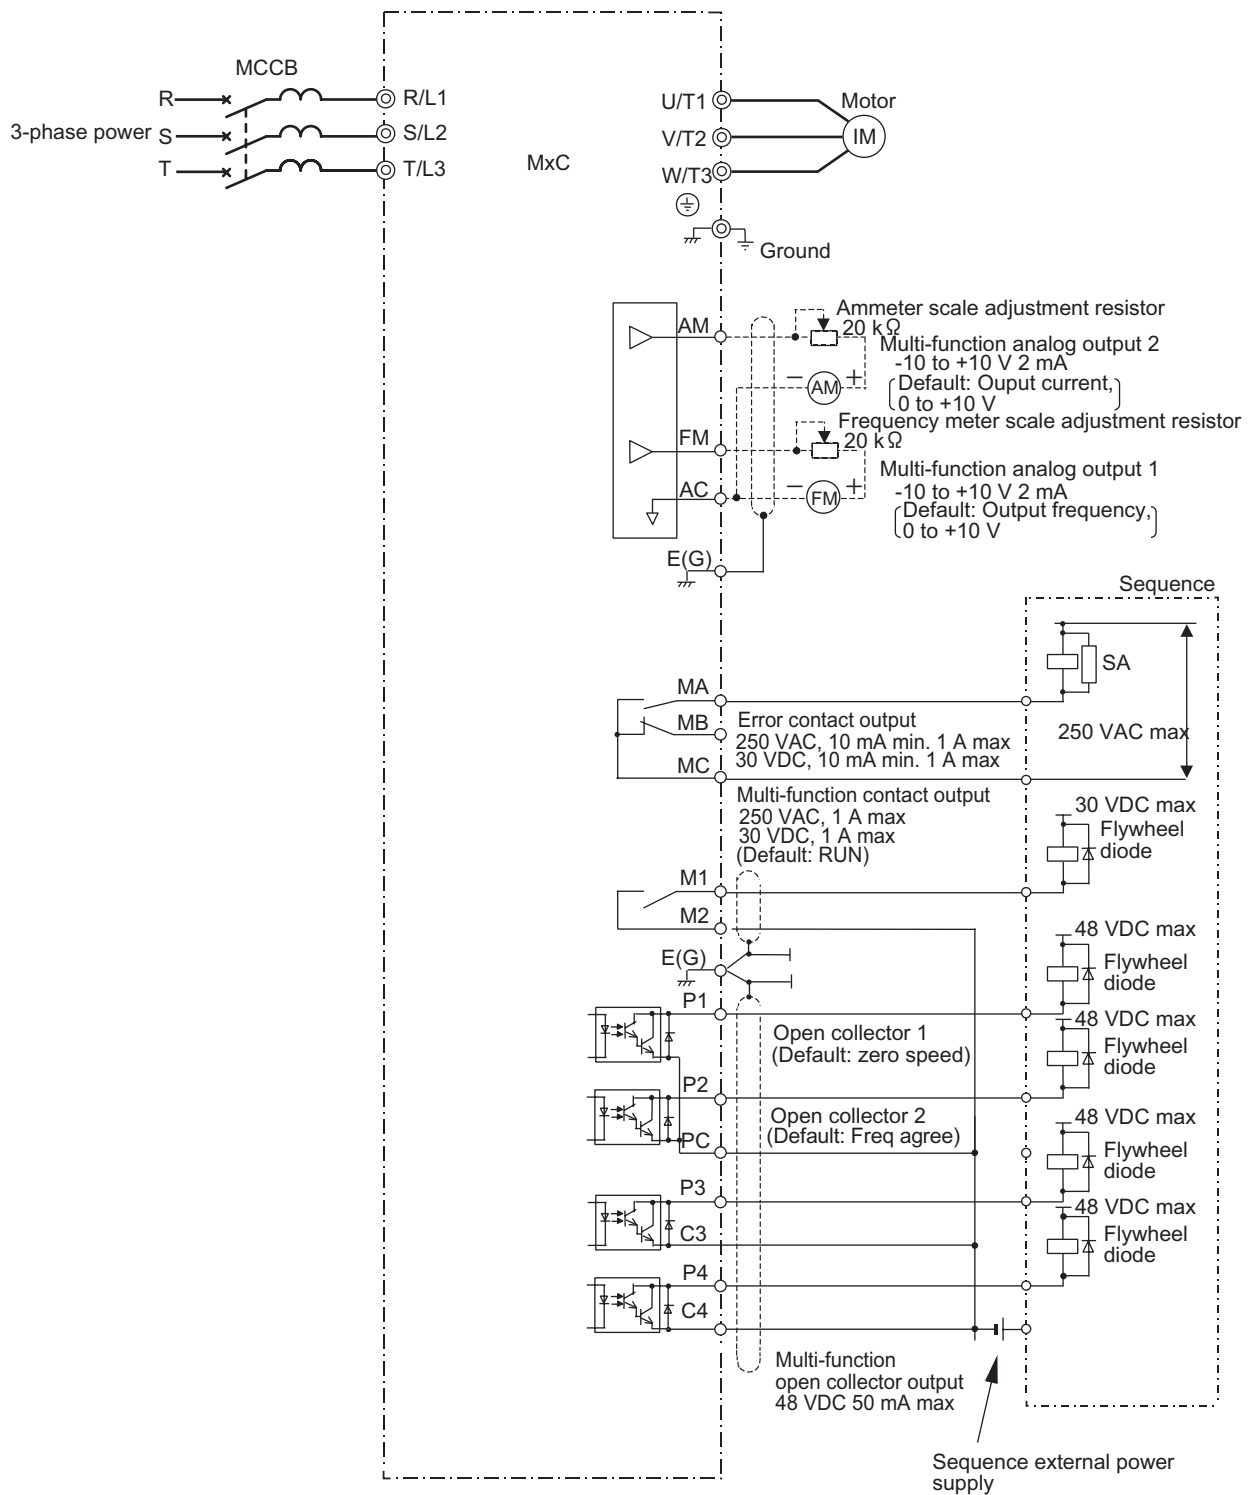 MCCB
R
R/L1
U/T1
Motor
3-phase power
S
S/L2
V/T2
IM
T
T/L3
MxC
W/T3
Ground
AM
Ammeter scale adjustment resistor
20 kΩ
Multi-function analog output 2
-10 to +10 V 2 mA
− AM +
(Default: Ouput current,
0 to +10 V)
FM
Frequency meter scale adjustment resistor
20 kΩ
Multi-function analog output 1
AC
− FM +
-10 to +10 V 2 mA
(Default: Output frequency,
0 to +10 V)
E(G)
Sequence
SA
MA
MB
Error contact output
250 VAC, 10 mA min. 1 A max
30 VDC, 10 mA min. 1 A max
250 VAC max
MC
Multi-function contact output
250 VAC, 1 A max
30 VDC, 1 A max
(Default: RUN)
30 VDC max
Flywheel
diode
M1
M2
48 VDC max
E(G)
Flywheel
diode
P1
48 VDC max
Open collector 1
(Default: zero speed)
Flywheel
diode
P2
Open collector 2
(Default: Freq agree)
48 VDC max
PC
Flywheel
diode
P3
48 VDC max
C3
Flywheel
diode
P4
C4
Multi-function
open collector output
48 VDC 50 mA max
Sequence external power
supply